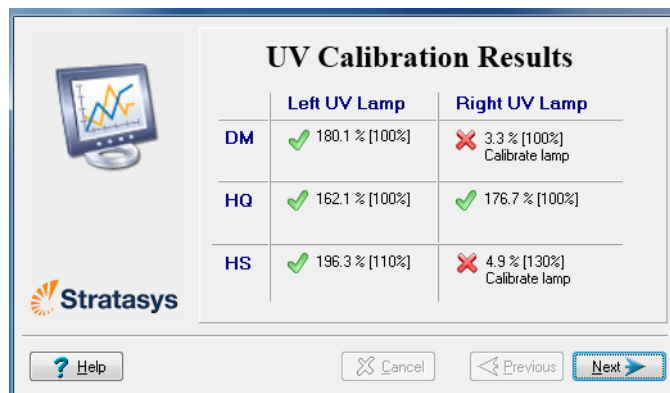 UV Calibration Results
Left UV Lamp Right UV Lamp
DM 180.1 % [100%] 3.3 % [100%]
Calibrate lamp
HQ 162.1 % [100%] 176.7 % [100%]
HS 196.3 % [110%] 4.9 % [130%]
Calibrate lamp
Stratasys
? Help Cancel Previous Next